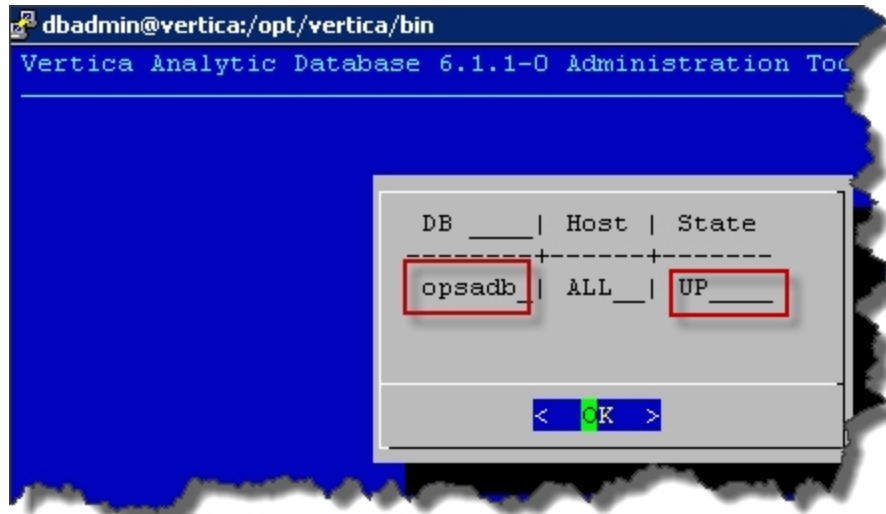 dbadmin@vertica:/opt/vertica/bin
Vertica Analytic Database 6.1.1-0 Administration Too
DB ____| Host | State
--------+------+-------
opsadb_| ALL__| UP____
< OK >